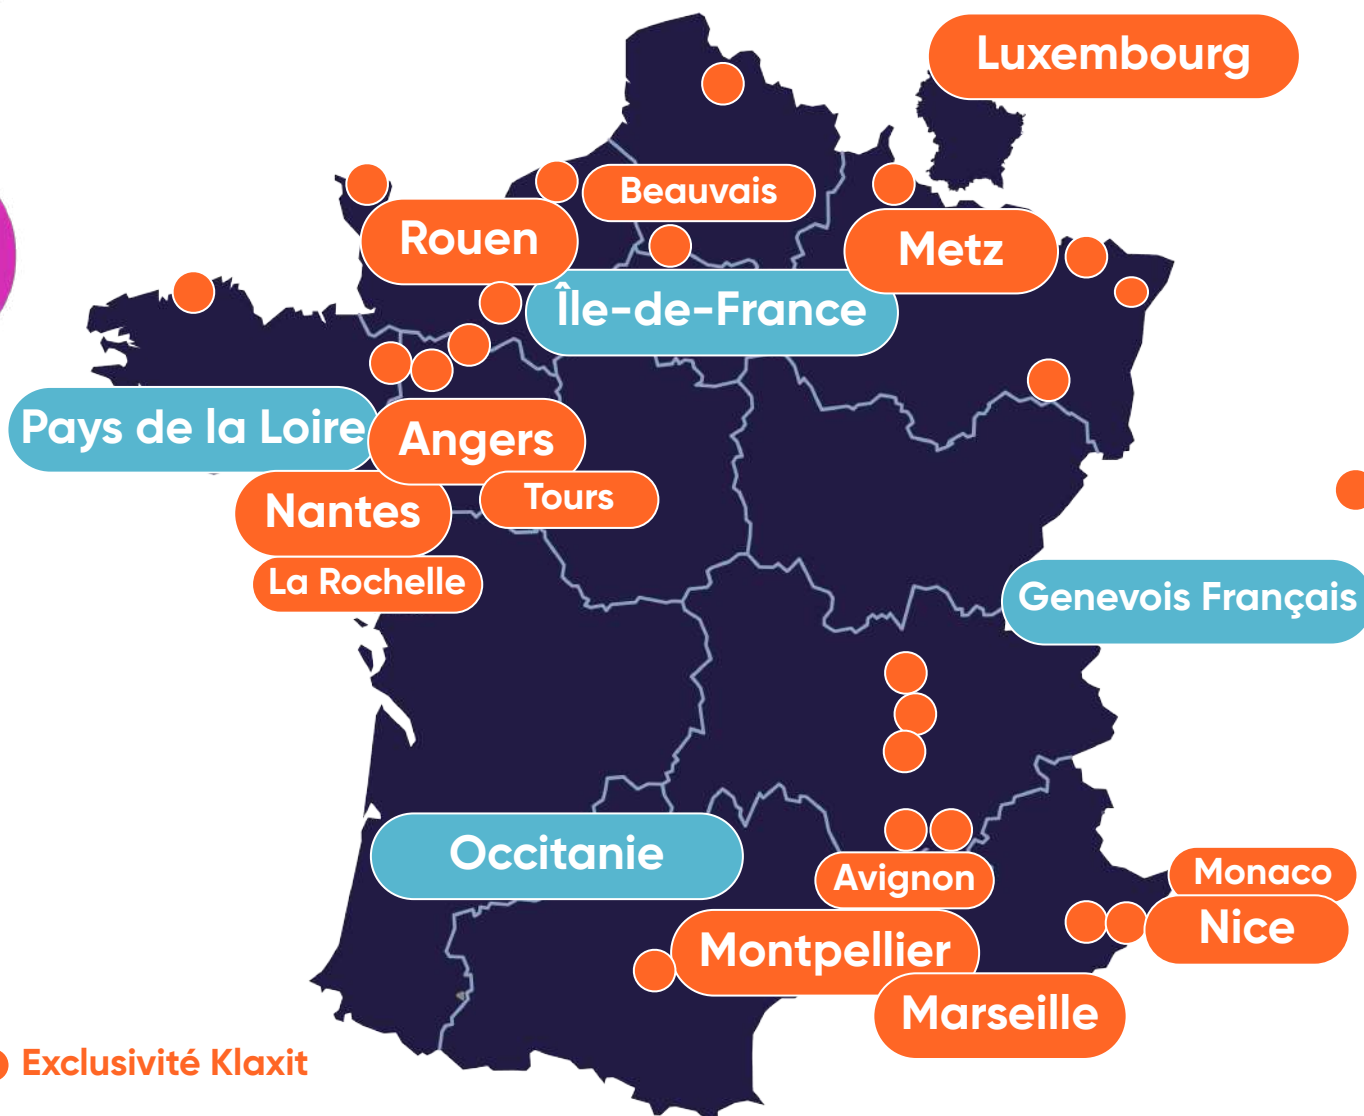 Luxembourg
Beauvais
Rouen
Metz
Île-de-France
Pays de la Loire
Angers
Tours
Nantes
La Rochelle
Genevois Français
Occitanie
Avignon
Monaco
Nice
Montpellier
Marseille
Exclusivité Klaxit